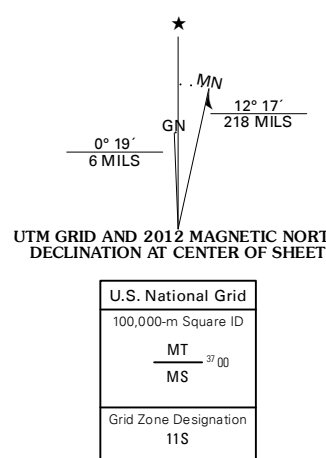 ★
MN
GN
12° 17´
218 MILS
0° 19´
6 MILS
UTM GRID AND 2012 MAGNETIC NORT
DECLINATION AT CENTER OF SHEET
U.S. National Grid
100,000-m Square ID
MT
37 00
MS
Grid Zone Designation
11S